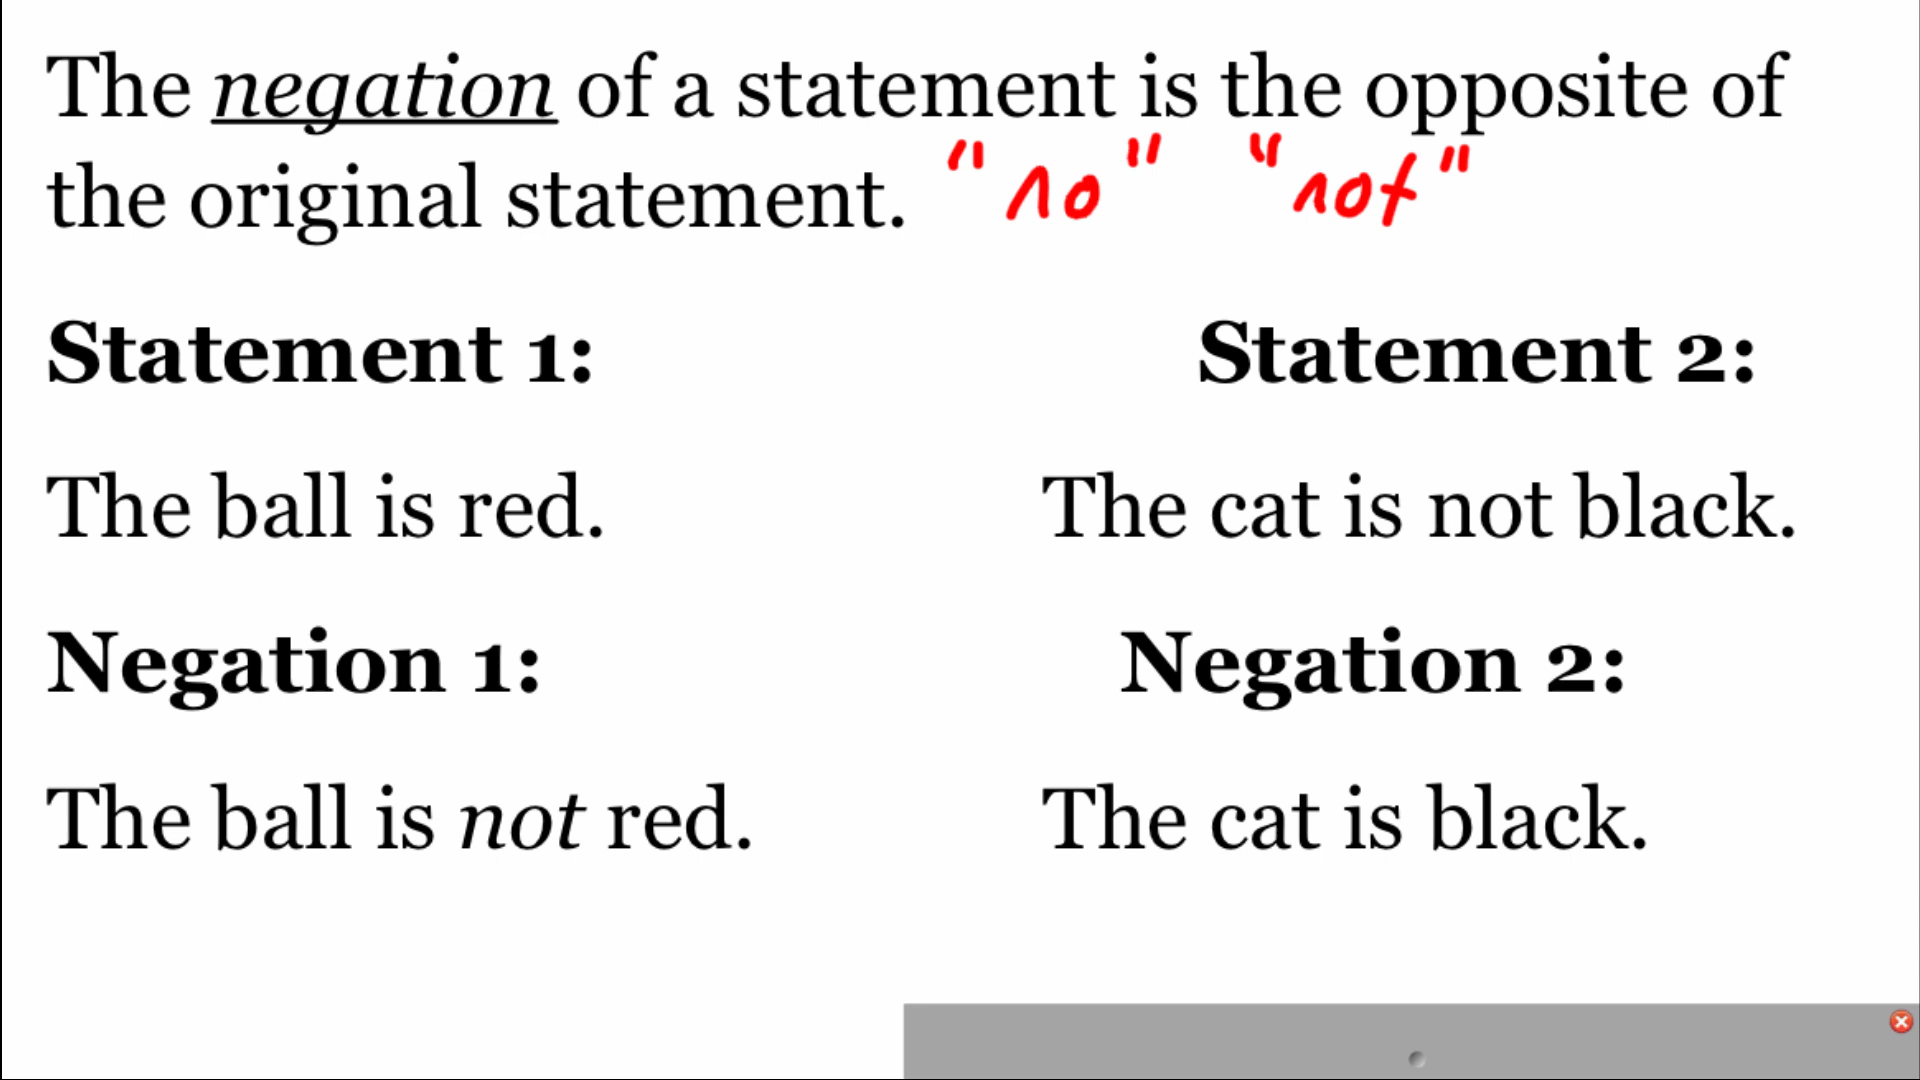 The negation of a statement is the opposite of
the original statement. "no" "not"
Statement 1:
The ball is red.
Negation 1:
The ball is not red.
Statement 2:
The cat is not black.
Negation 2:
The cat is black.